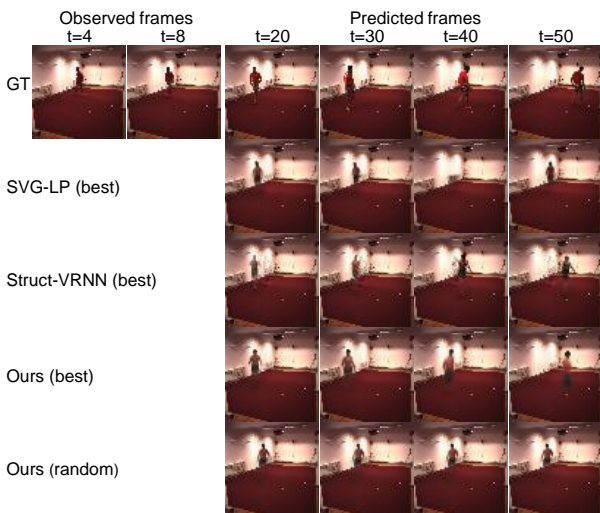 Observed frames Predicted frames
t=4 t=8 t=20 t=30 t=40 t=50
GT
SVG-LP (best)
Struct-VRNN (best)
Ours (best)
Ours (random)